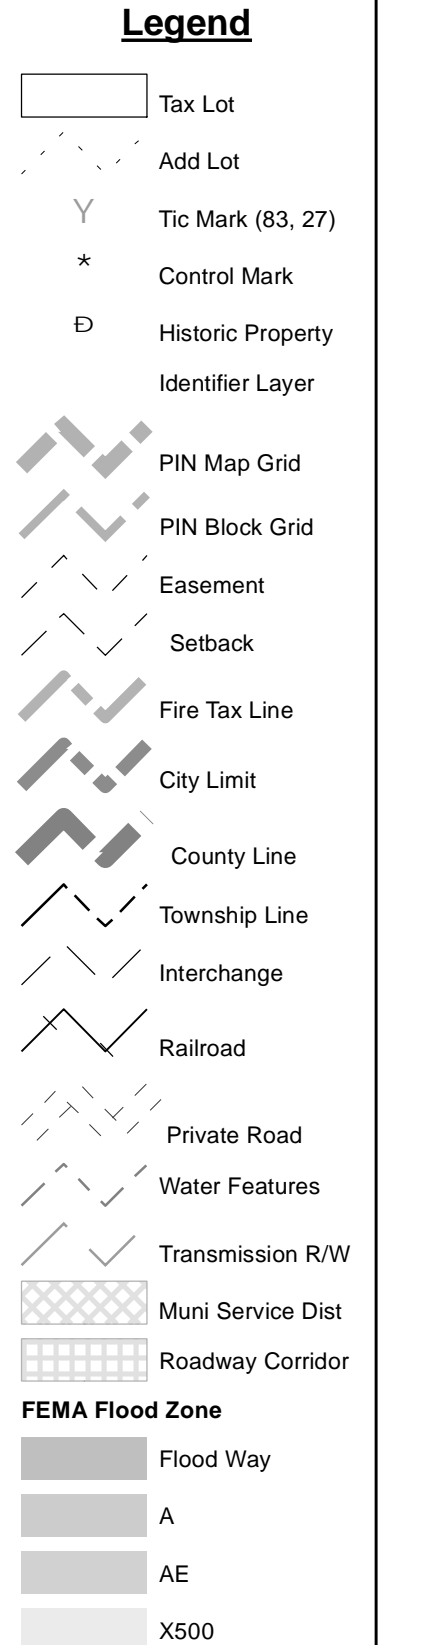 Legend
Tax Lot
Add Lot
Y Tic Mark (83, 27)
* Control Mark
Đ Historic Property
Identifier Layer
PIN Map Grid
PIN Block Grid
Easement
Setback
Fire Tax Line
City Limit
County Line
Township Line
Interchange
Railroad
Private Road
Water Features
Transmission R/W
Muni Service Dist
Roadway Corridor
FEMA Flood Zone
Flood Way
A
AE
X500